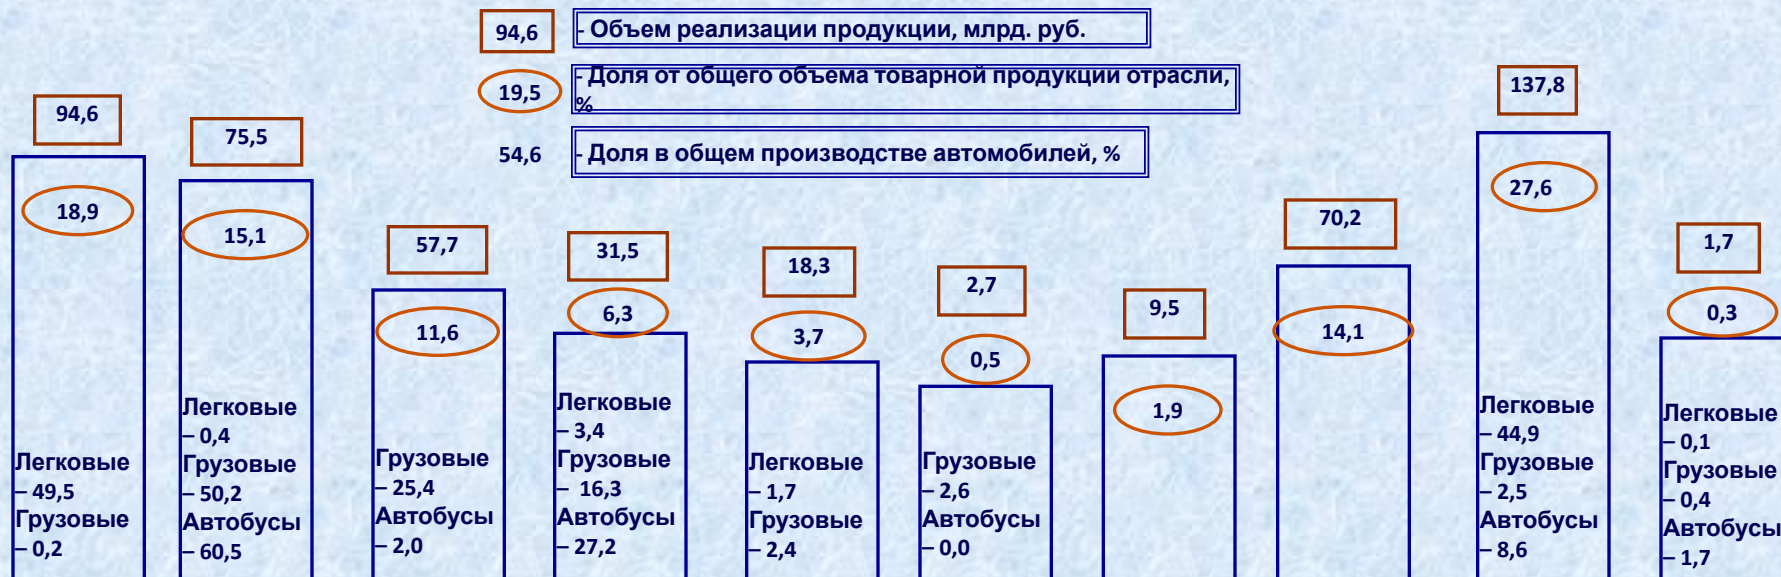 94,6
- Объем реализации продукции, млрд. руб.
19,5
- Доля от общего объема товарной продукции отрасли,
%
54,6
- Доля в общем производстве автомобилей, %
94,6
18,9
Легковые
– 49,5
Грузовые
– 0,2
75,5
15,1
Легковые
– 0,4
Грузовые
– 50,2
Автобусы
– 60,5
57,7
11,6
Грузовые
– 25,4
Автобусы
– 2,0
31,5
6,3
Легковые
– 3,4
Грузовые
– 16,3
Автобусы
– 27,2
18,3
3,7
Легковые
– 1,7
Грузовые
– 2,4
2,7
0,5
Грузовые
– 2,6
Автобусы
– 0,0
9,5
1,9
70,2
14,1
137,8
27,6
Легковые
– 44,9
Грузовые
– 2,5
Автобусы
– 8,6
1,7
0,3
Легковые
– 0,1
Грузовые
– 0,4
Автобусы
– 1,7